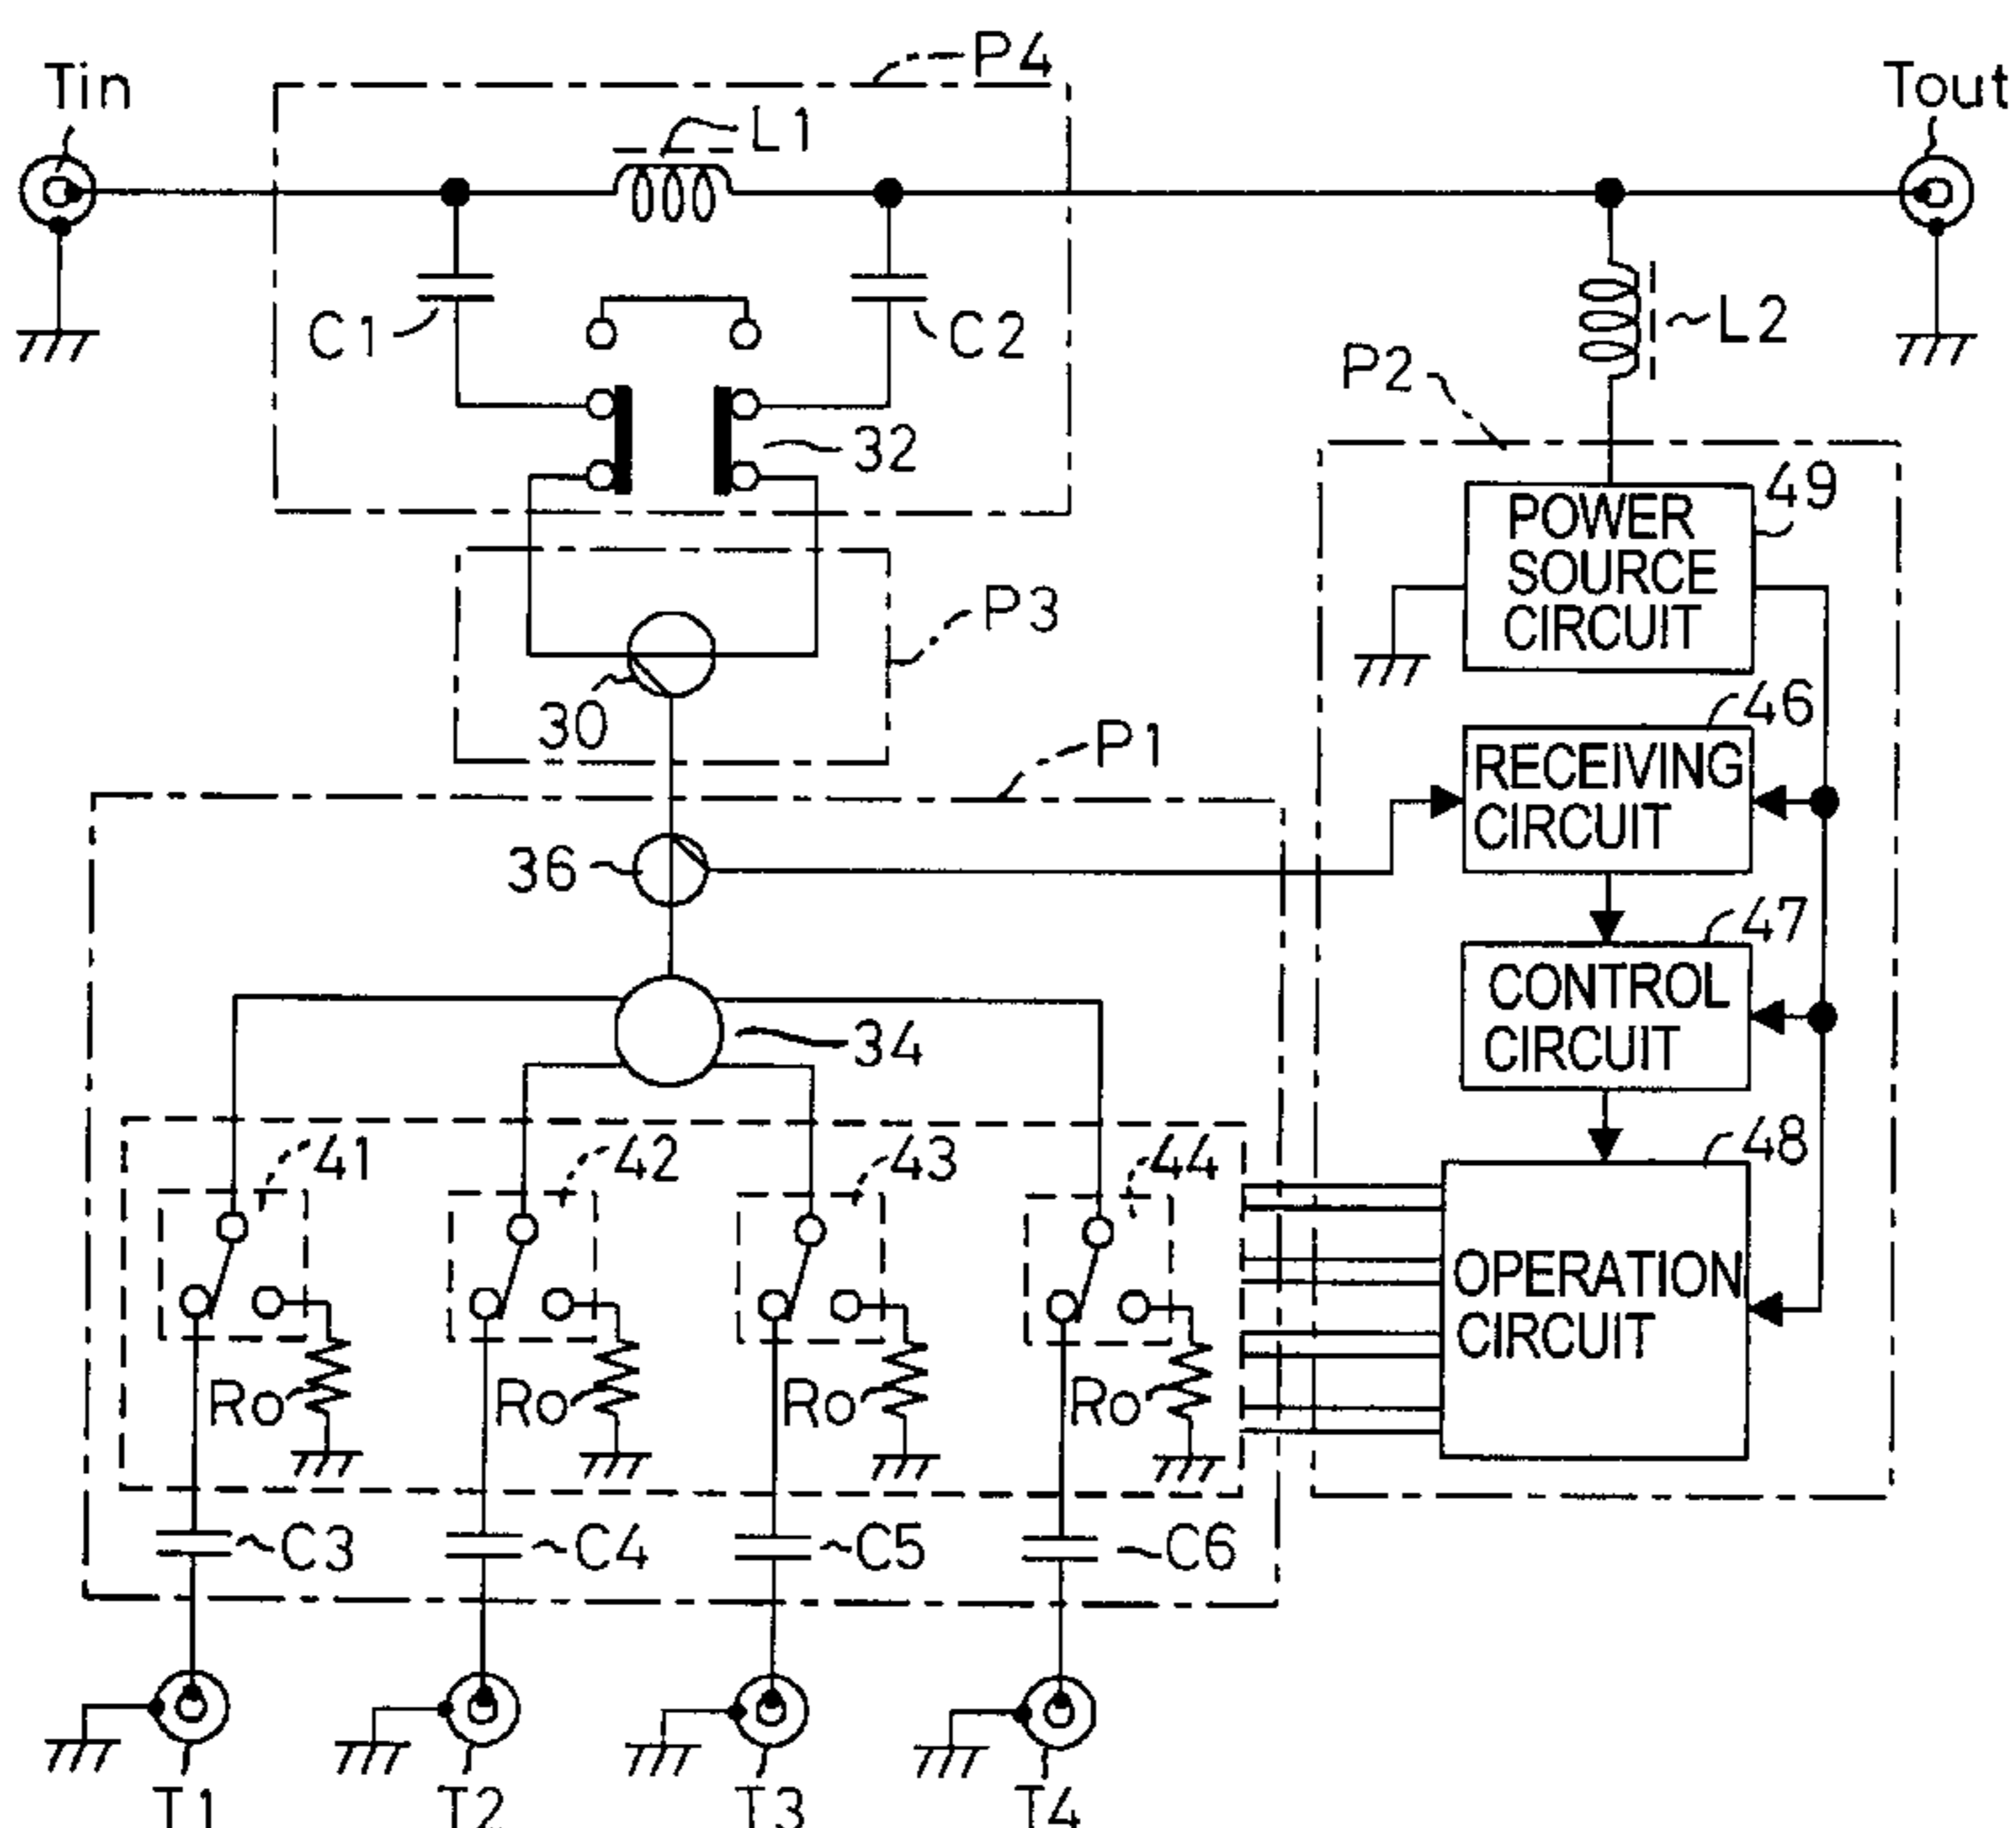 Tin
P4
Tout
L1
C1
C2
L2
P2
32
49
POWER
SOURCE
CIRCUIT
P3
30
46
P1
RECEIVING
CIRCUIT
36
47
CONTROL
CIRCUIT
34
48
41
42
43
44
OPERATION
CIRCUIT
Ro
Ro
Ro
Ro
C3
C4
C5
C6
T1
T2
T3
T4